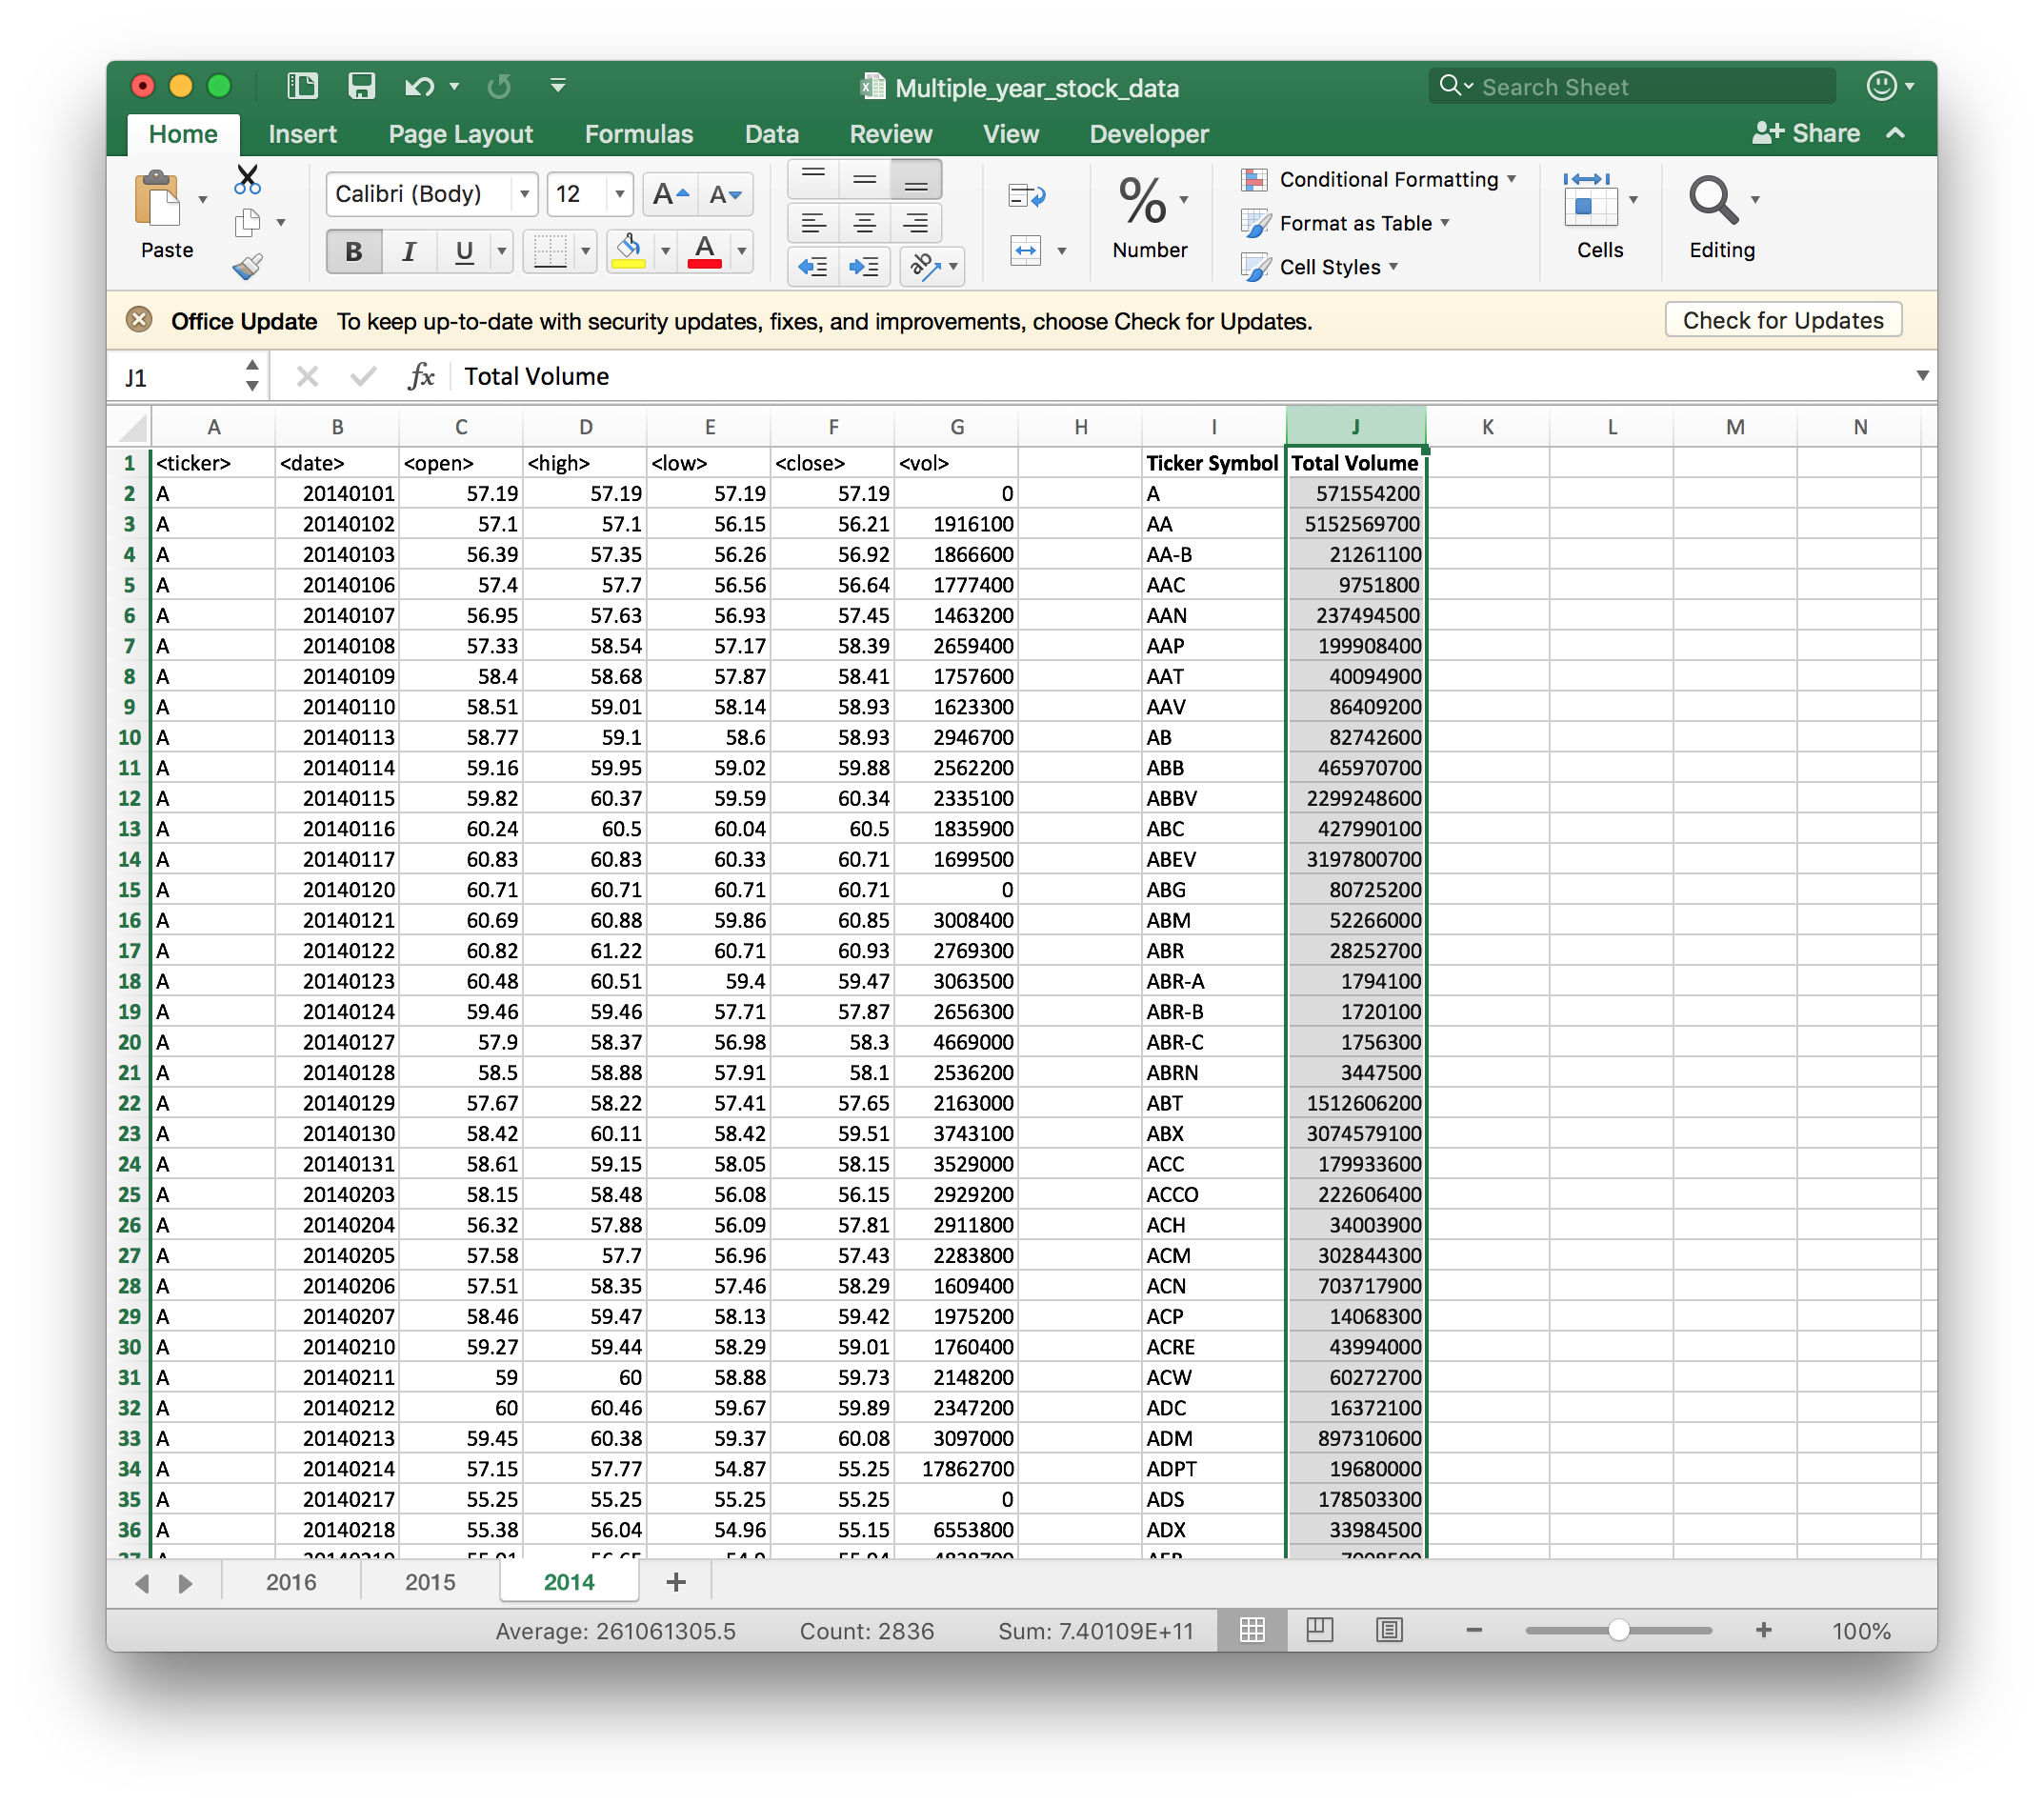 Multiple_year_stock_data
Search Sheet
Home Insert Page Layout Formulas Data Review View Developer Share
Paste
Calibri (Body) 12
A A
B I U A
ab
% Number
Conditional Formatting
Format as Table
Cell Styles
Cells
Editing
Office Update To keep up-to-date with security updates, fixes, and improvements, choose Check for Updates. Check for Updates
J1 fx Total Volume
A B C D E F G H I J K L M N
1 <ticker> <date> <open> <high> <low> <close> <vol> Ticker Symbol Total Volume
2 A 20140101 57.19 57.19 57.19 57.19 0 A 571554200
3 A 20140102 57.1 57.1 56.15 56.21 1916100 AA 5152569700
4 A 20140103 56.39 57.35 56.26 56.92 1866600 AA-B 21261100
5 A 20140106 57.4 57.7 56.56 56.64 1777400 AAC 9751800
6 A 20140107 56.95 57.63 56.93 57.45 1463200 AAN 237494500
7 A 20140108 57.33 58.54 57.17 58.39 2659400 AAP 199908400
8 A 20140109 58.4 58.68 57.87 58.41 1757600 AAT 40094900
9 A 20140110 58.51 59.01 58.14 58.93 1623300 AAV 86409200
10 A 20140113 58.77 59.1 58.6 58.93 2946700 AB 82742600
11 A 20140114 59.16 59.95 59.02 59.88 2562200 ABB 465970700
12 A 20140115 59.82 60.37 59.59 60.34 2335100 ABBV 2299248600
13 A 20140116 60.24 60.5 60.04 60.5 1835900 ABC 427990100
14 A 20140117 60.83 60.83 60.33 60.71 1699500 ABEV 3197800700
15 A 20140120 60.71 60.71 60.71 60.71 0 ABG 80725200
16 A 20140121 60.69 60.88 59.86 60.85 3008400 ABM 52266000
17 A 20140122 60.82 61.22 60.71 60.93 2769300 ABR 28252700
18 A 20140123 60.48 60.51 59.4 59.47 3063500 ABR-A 1794100
19 A 20140124 59.46 59.46 57.71 57.87 2656300 ABR-B 1720100
20 A 20140127 57.9 58.37 56.98 58.3 4669000 ABR-C 1756300
21 A 20140128 58.5 58.88 57.91 58.1 2536200 ABRN 3447500
22 A 20140129 57.67 58.22 57.41 57.65 2163000 ABT 1512606200
23 A 20140130 58.42 60.11 58.42 59.51 3743100 ABX 3074579100
24 A 20140131 58.61 59.15 58.05 58.15 3529000 ACC 179933600
25 A 20140203 58.15 58.48 56.08 56.15 2929200 ACCO 222606400
26 A 20140204 56.32 57.88 56.09 57.81 2911800 ACH 34003900
27 A 20140205 57.58 57.7 56.96 57.43 2283800 ACM 302844300
28 A 20140206 57.51 58.35 57.46 58.29 1609400 ACN 703717900
29 A 20140207 58.46 59.47 58.13 59.42 1975200 ACP 14068300
30 A 20140210 59.27 59.44 58.29 59.01 1760400 ACRE 43994000
31 A 20140211 59 60 58.88 59.73 2148200 ACW 60272700
32 A 20140212 60 60.46 59.67 59.89 2347200 ADC 16372100
33 A 20140213 59.45 60.38 59.37 60.08 3097000 ADM 897310600
34 A 20140214 57.15 57.77 54.87 55.25 17862700 ADPT 19680000
35 A 20140217 55.25 55.25 55.25 55.25 0 ADS 178503300
36 A 20140218 55.38 56.04 54.96 55.15 6553800 ADX 33984500
2016 2015 2014
Average: 261061305.5 Count: 2836 Sum: 7.40109E+11 100%